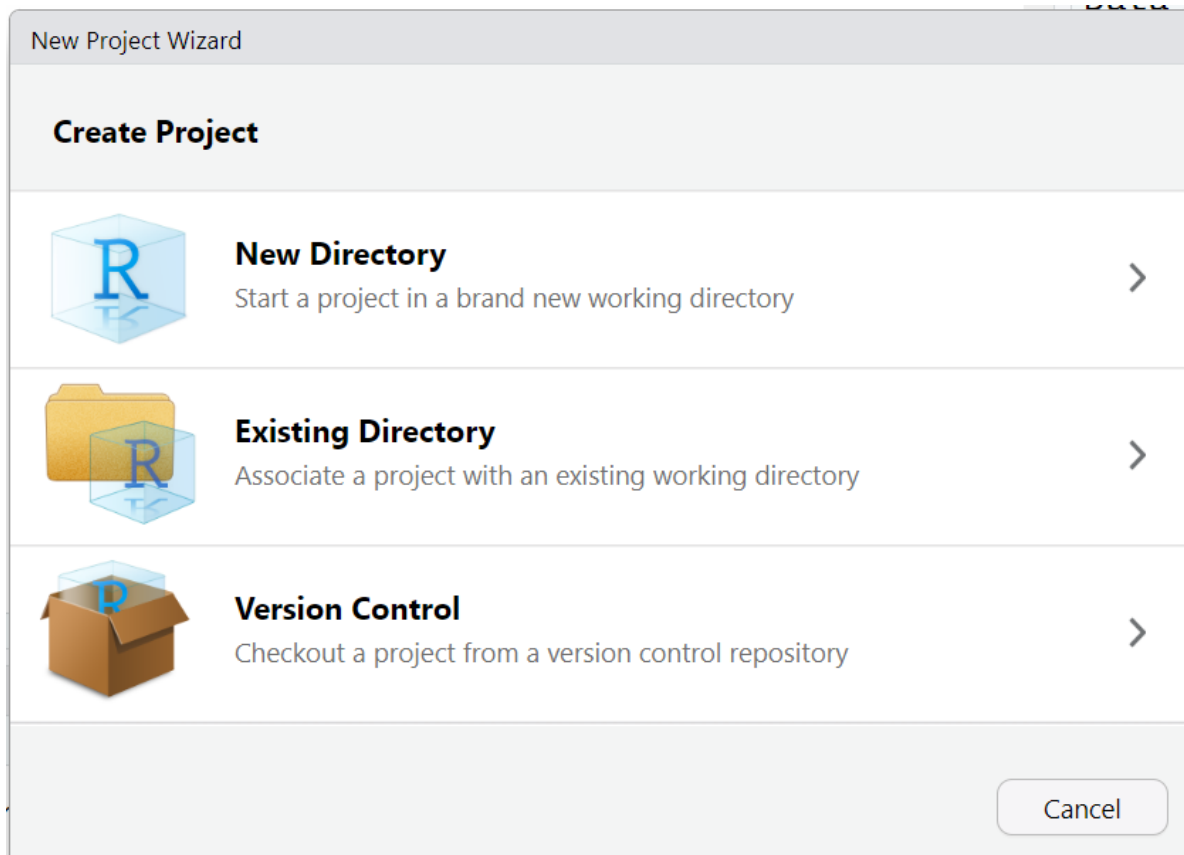 New Project Wizard
Create Project
R
New Directory
Start a project in a brand new working directory
R
Existing Directory
Associate a project with an existing working directory
R
Version Control
Checkout a project from a version control repository
Cancel